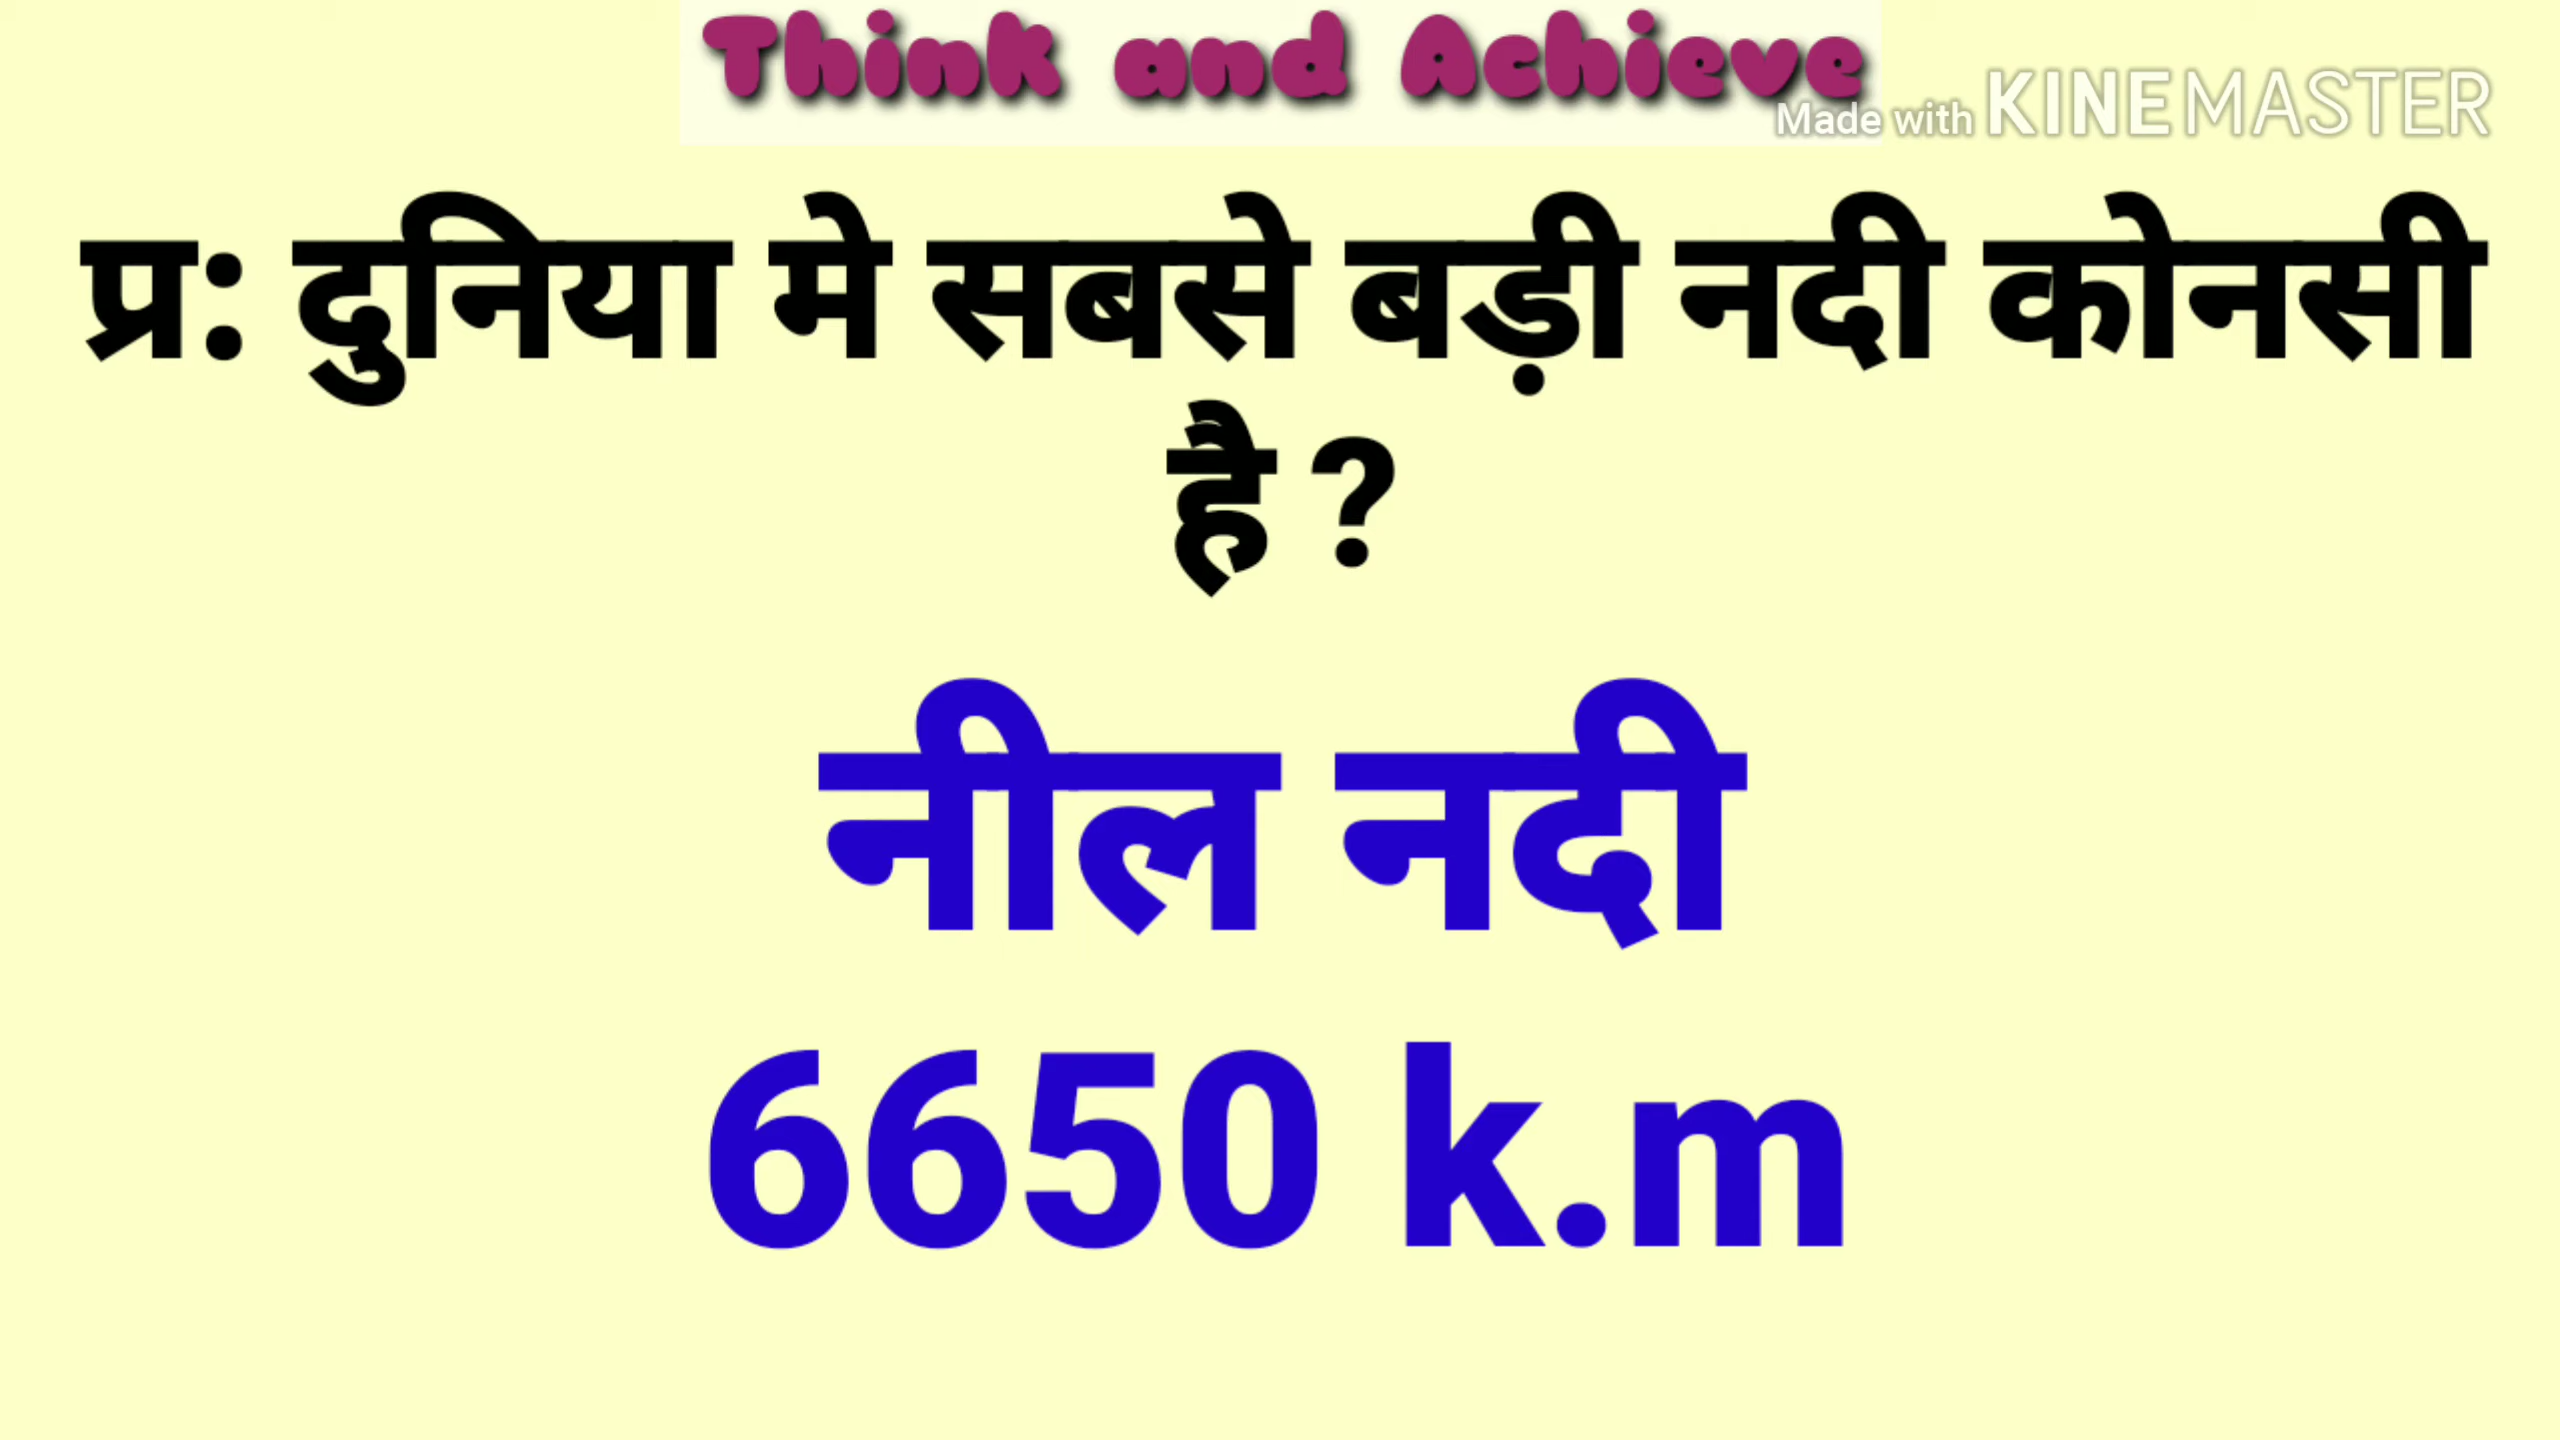 Think and Achieve
Made with KINEMASTER
प्र: दुनिया मे सबसे बड़ी नदी कोनसी
है ?
नील नदी
6650 k.m